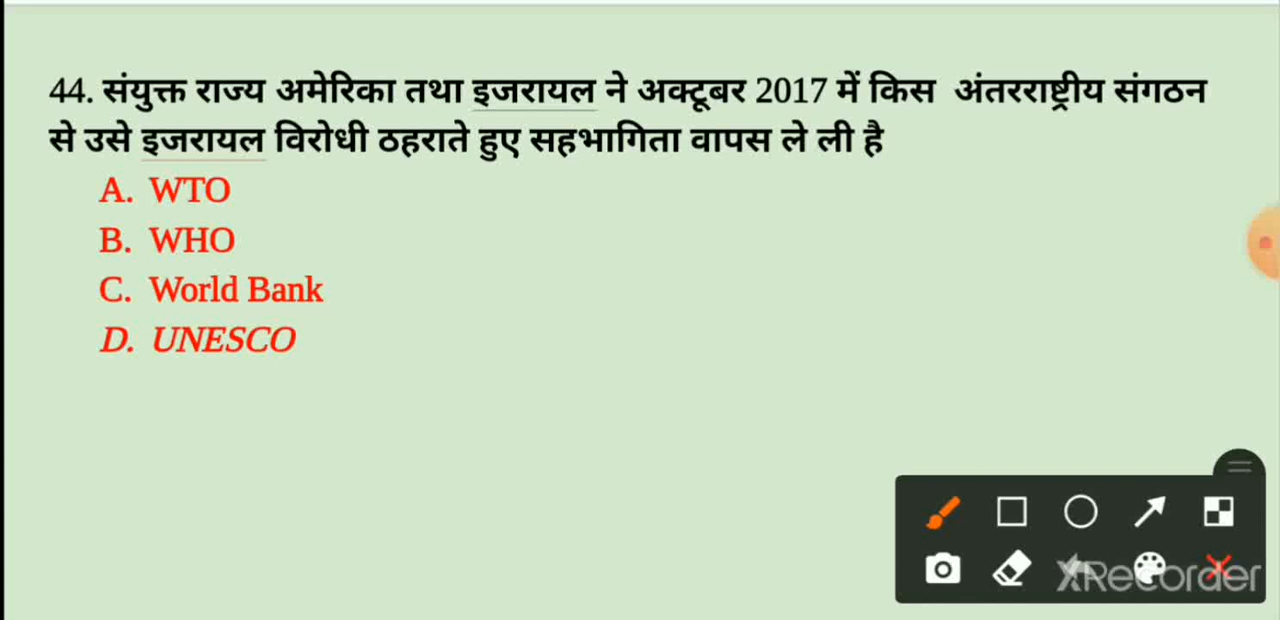 44. संयुक्त राज्य अमेरिका तथा इजरायल ने अक्टूबर 2017 में किस अंतरराष्ट्रीय संगठन
से उसे इजरायल विरोधी ठहराते हुए सहभागिता वापस ले ली है
A. WTO
B. WHO
C. World Bank
D. UNESCO
XRecorder